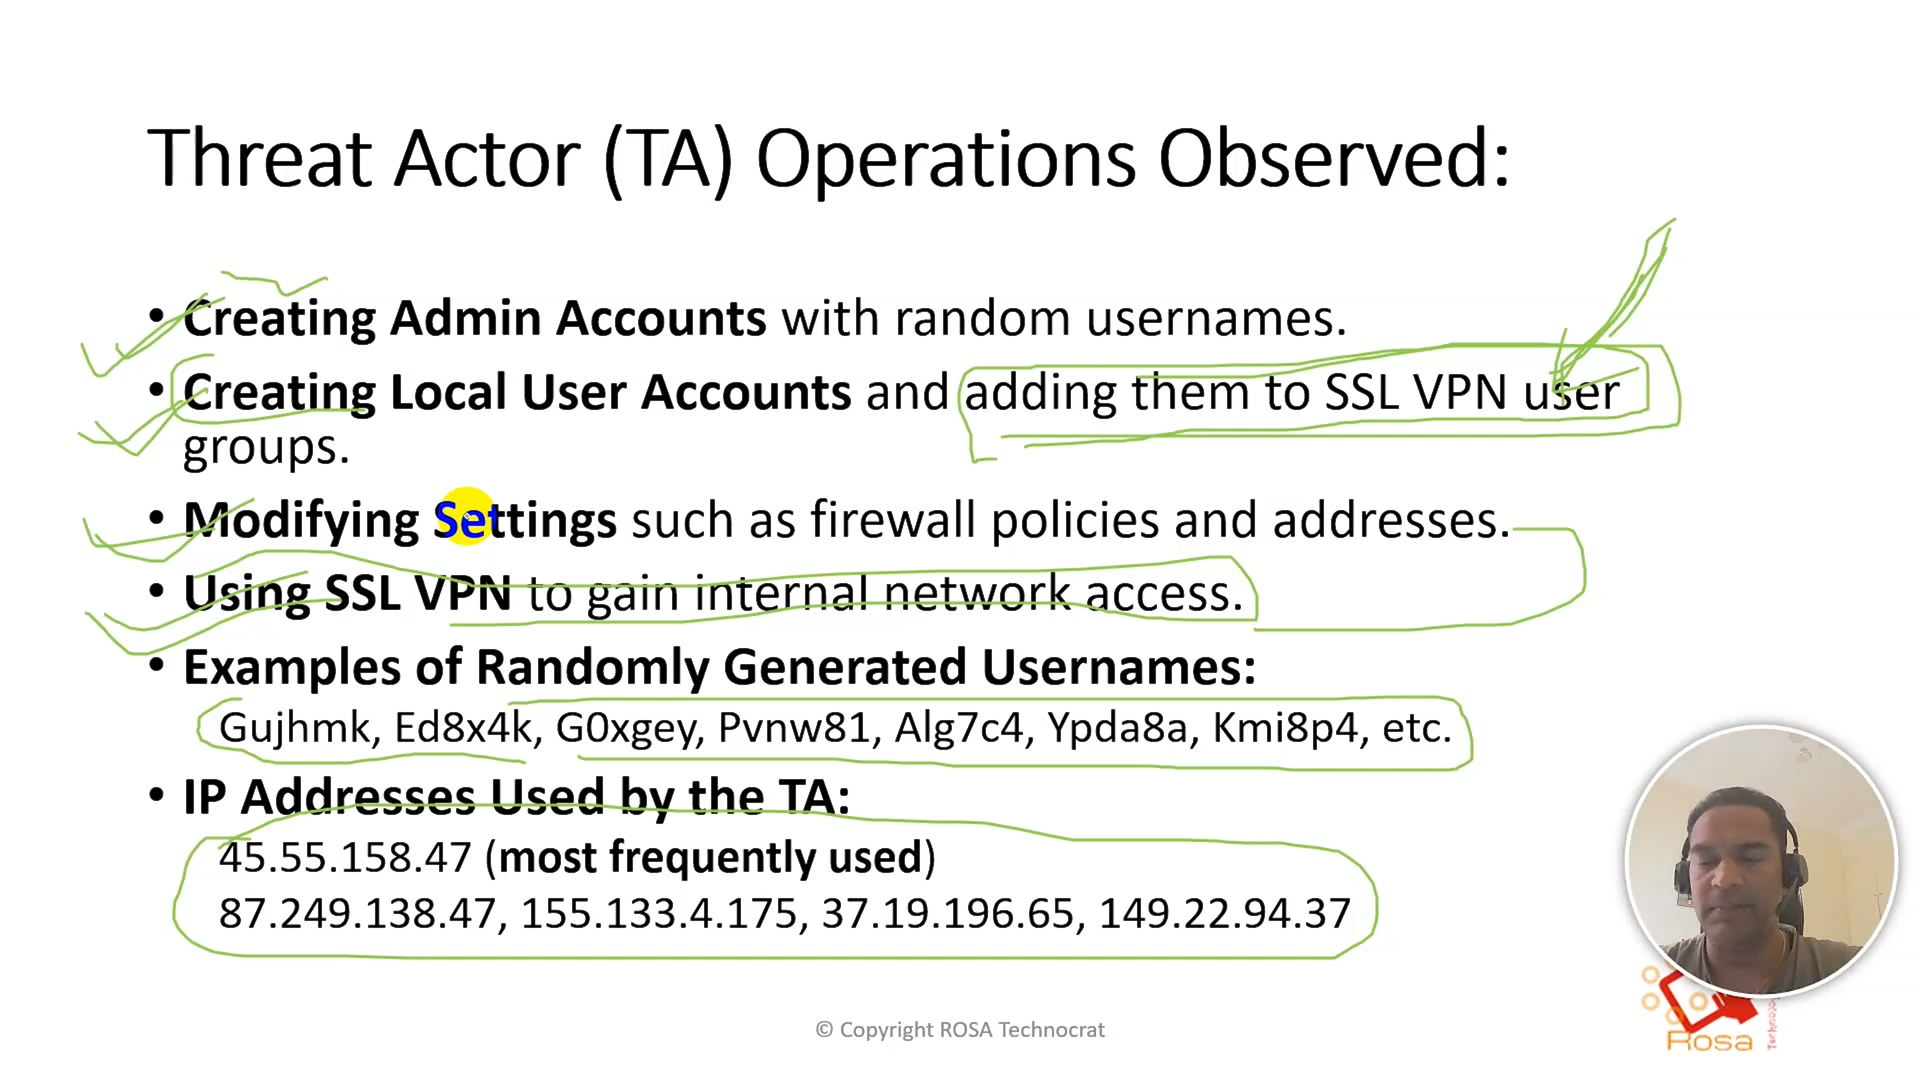 Threat Actor (TA) Operations Observed:
• Creating Admin Accounts with random usernames.
• Creating Local User Accounts and adding them to SSL VPN user
groups.
• Modifying Settings such as firewall policies and addresses.
• Using SSL VPN to gain internal network access.
• Examples of Randomly Generated Usernames:
Gujhmk, Ed8x4k, G0xgey, Pvnw81, Alg7c4, Ypda8a, Kmi8p4, etc.
• IP Addresses Used by the TA:
45.55.158.47 (most frequently used)
87.249.138.47, 155.133.4.175, 37.19.196.65, 149.22.94.37
© Copyright ROSA Technocrat
Rosa